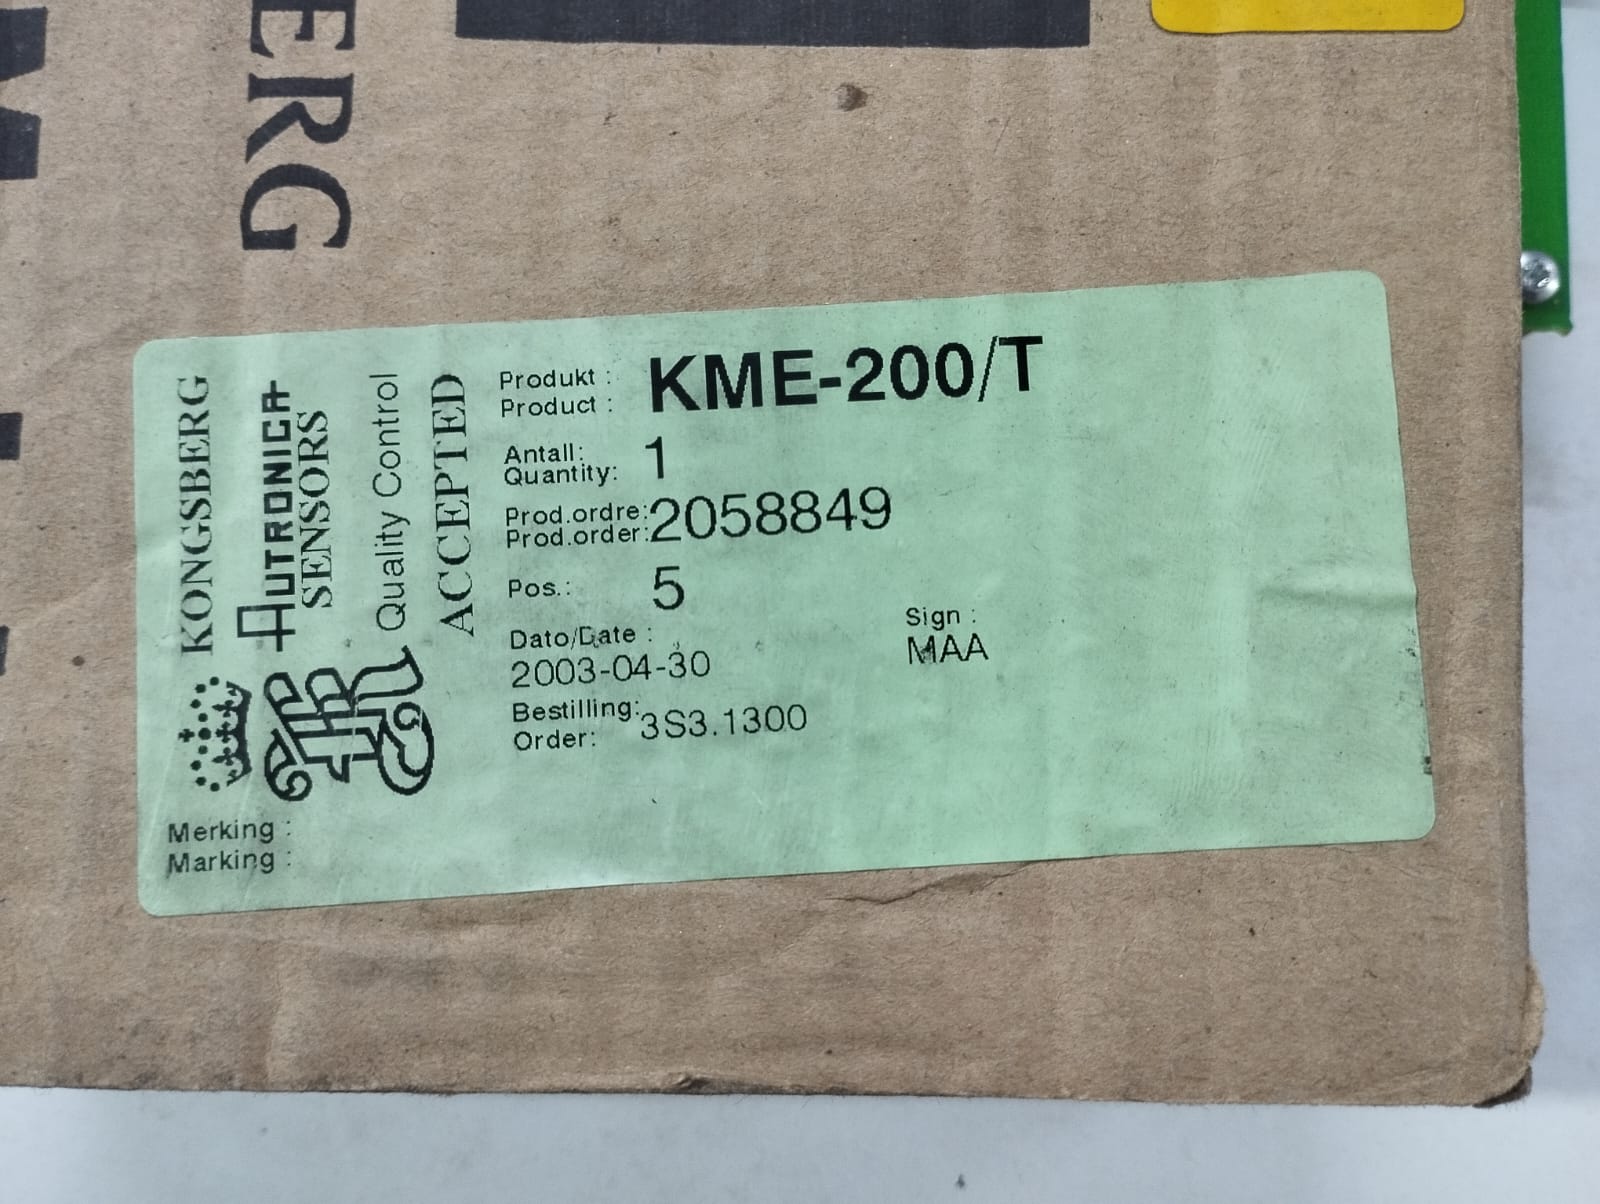 ERG
KONGSBERG
AUTRONICA
SENSORS
Quality Control
ACCEPTED
Produkt :
Product : KME-200/T
Antall:
Quantity: 1
Prod.ordre:
Prod.order: 2058849
Pos.: 5
Dato/Date :
2003-04-30
Sign :
MAA
Bestilling:
Order: 3S3.1300
Merking :
Marking :